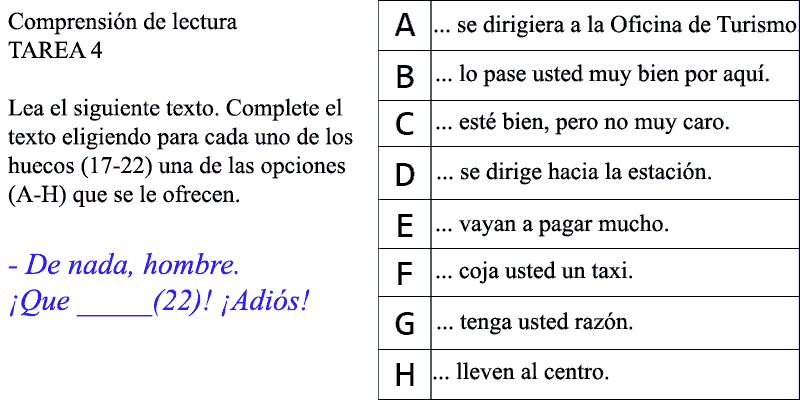 Comprensión de lectura
TAREA 4
Lea el siguiente texto. Complete el
texto eligiendo para cada uno de los
huecos (17-22) una de las opciones
(A-H) que se le ofrecen.
- De nada, hombre.
¡Que _____(22)! ¡Adiós!
A ... se dirigiera a la Oficina de Turismo
B ... lo pase usted muy bien por aquí.
C ... esté bien, pero no muy caro.
D ... se dirige hacia la estación.
E ... vayan a pagar mucho.
F ... coja usted un taxi.
G ... tenga usted razón.
H ... lleven al centro.